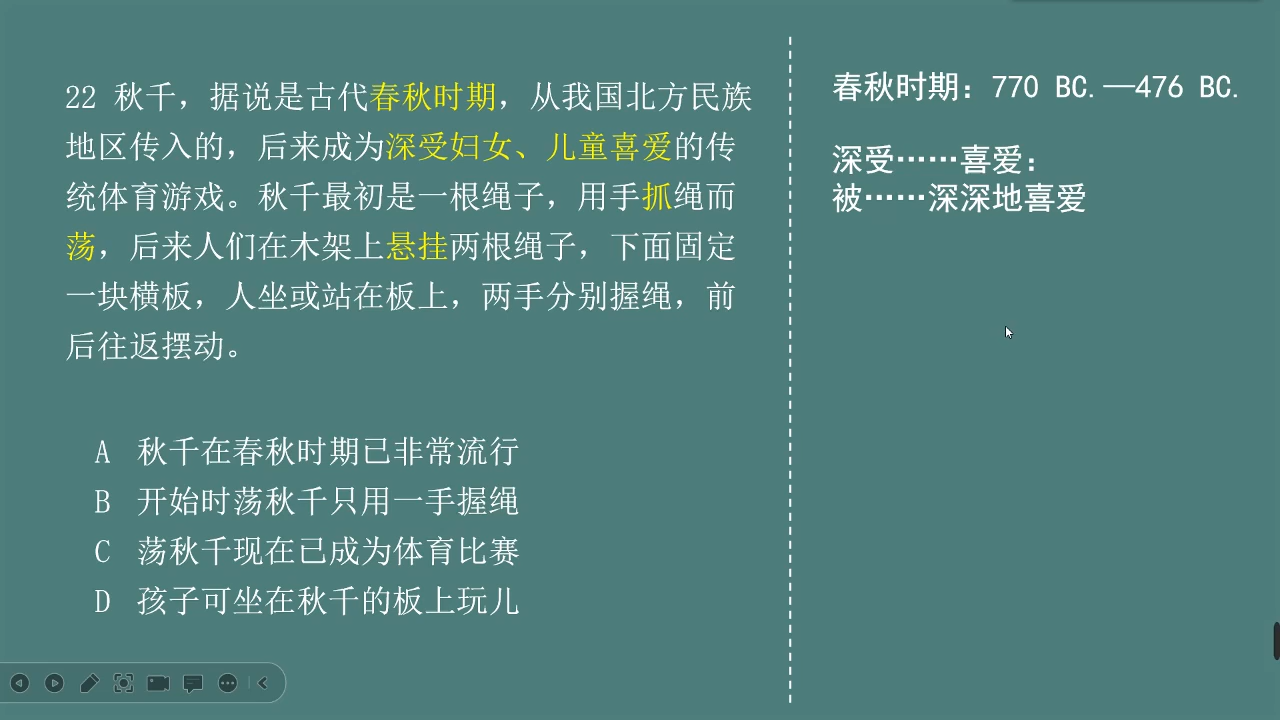 22 秋千，据说是古代春秋时期，从我国北方民族
地区传入的，后来成为深受妇女、儿童喜爱的传
统体育游戏。秋千最初是一根绳子，用手抓绳而
荡，后来人们在木架上悬挂两根绳子，下面固定
一块横板，人坐或站在板上，两手分别握绳，前
后往返摆动。
A 秋千在春秋时期已非常流行
B 开始时荡秋千只用一手握绳
C 荡秋千现在已成为体育比赛
D 孩子可坐在秋千的板上玩儿
春秋时期：770 BC.—476 BC.
深受……喜爱：
被……深深地喜爱